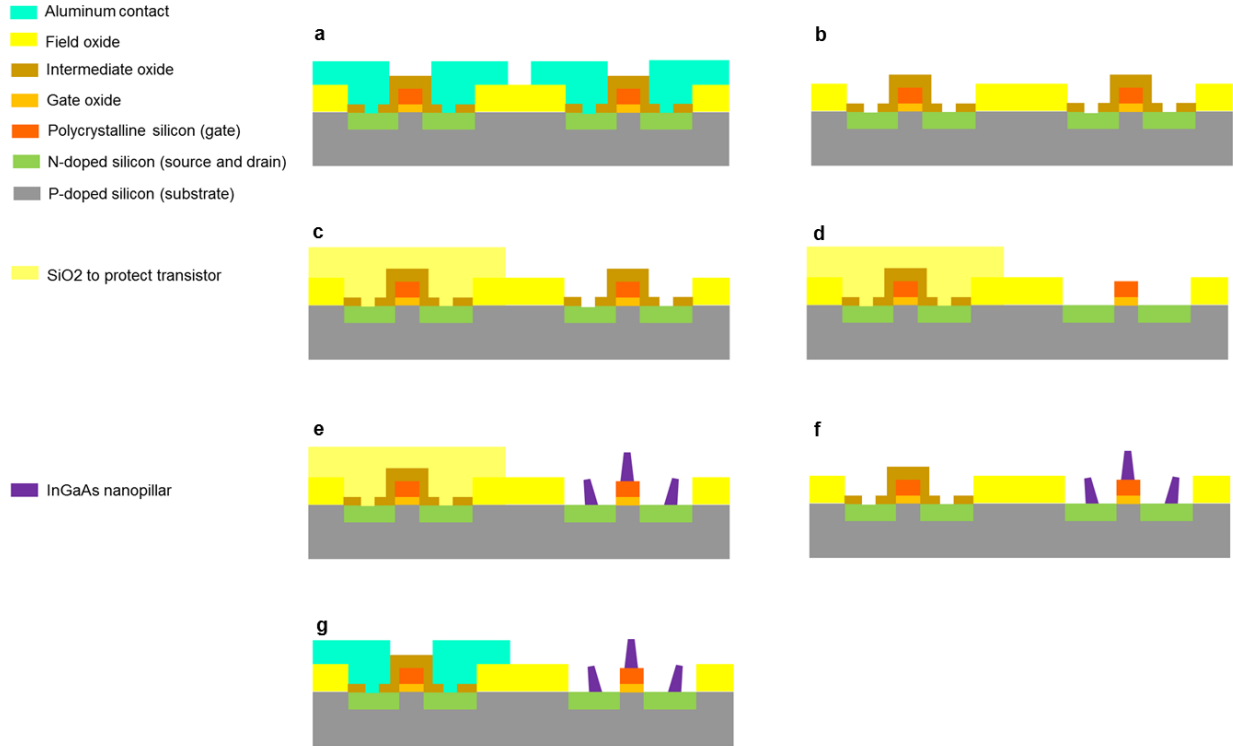 Aluminum contact
Field oxide
Intermediate oxide
Gate oxide
Polycrystalline silicon (gate)
N-doped silicon (source and drain)
P-doped silicon (substrate)
SiO2 to protect transistor
InGaAs nanopillar
a
b
c
d
e
f
g